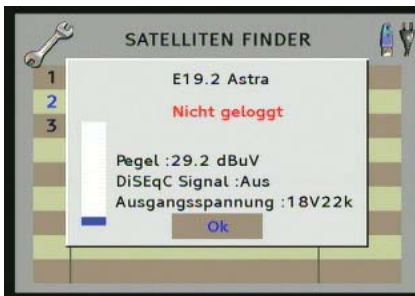 SATELLITEN FINDER
1
2
3
E19.2 Astra
Nicht geloggt
Pegel :29.2 dBuV
DiSEqC Signal :Aus
Ausgangsspannung :18V22k
Ok